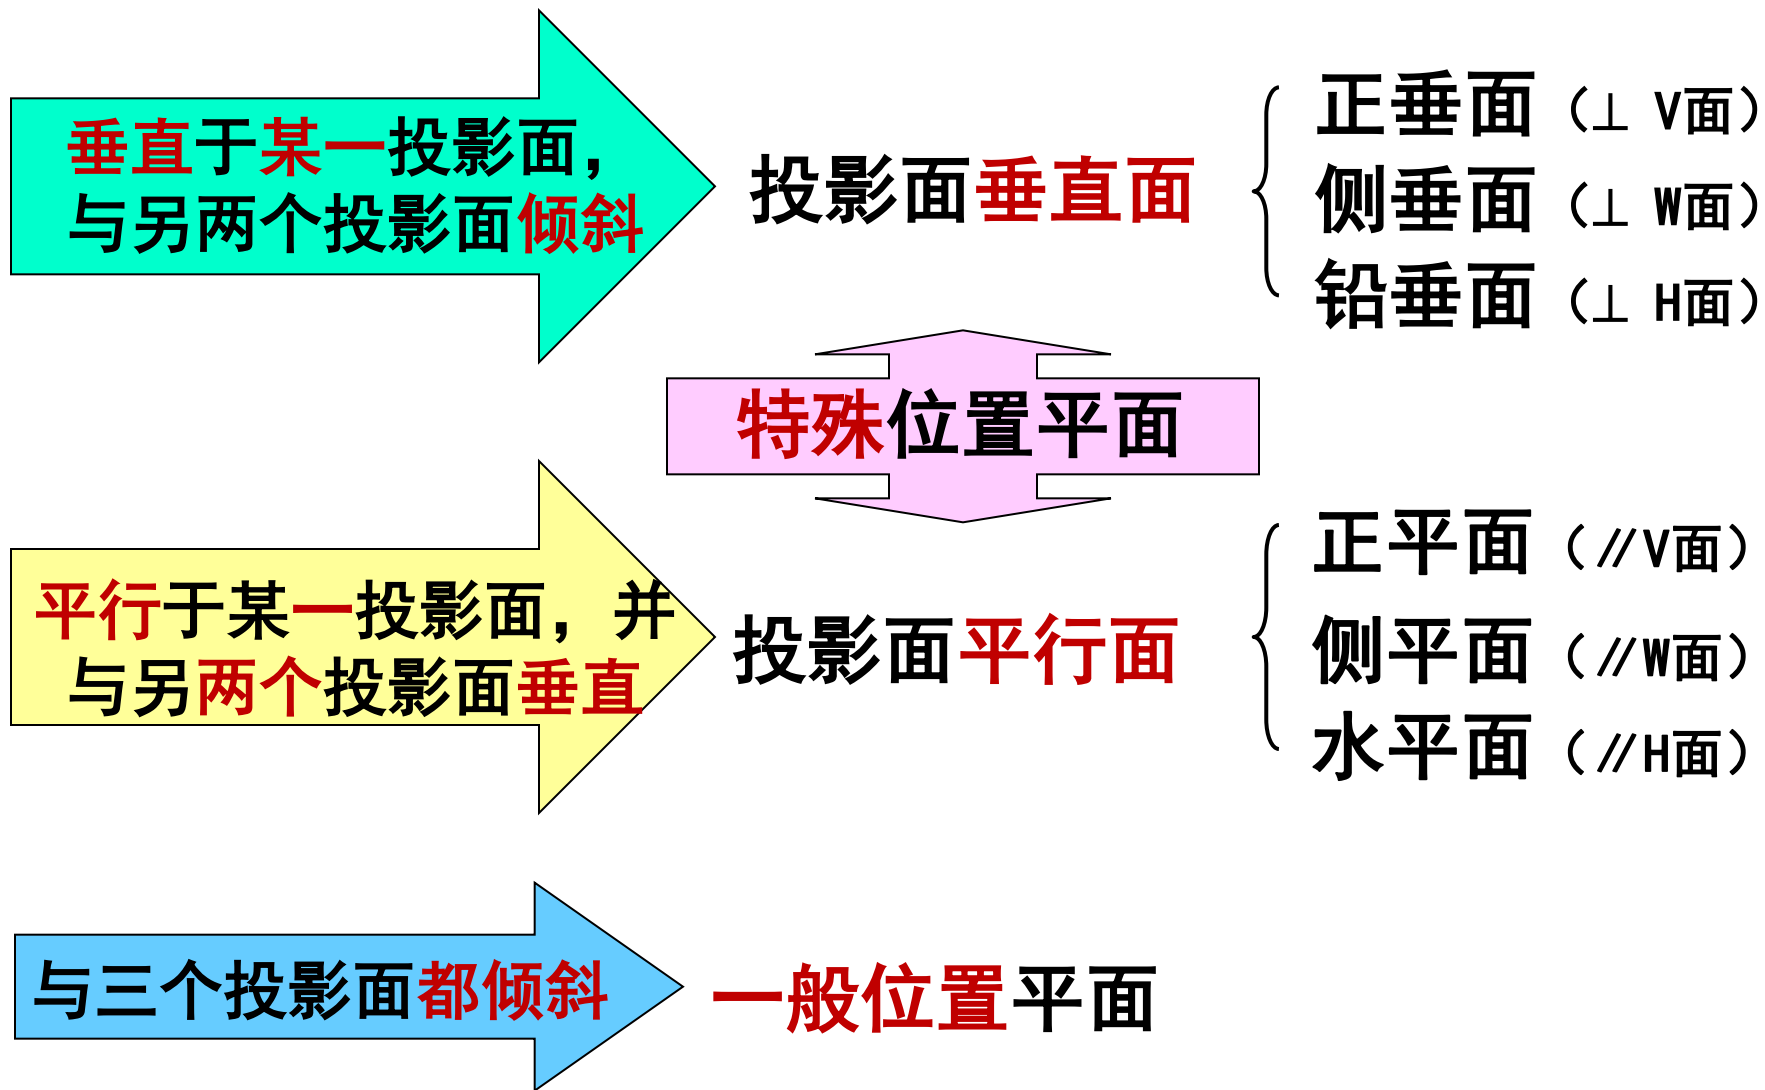 垂直于某一投影面，
与另两个投影面倾斜
投影面垂直面
正垂面（⊥ V面）
侧垂面（⊥ W面）
铅垂面（⊥ H面）
特殊位置平面
平行于某一投影面，并
与另两个投影面垂直
投影面平行面
正平面（∥V面）
侧平面（∥W面）
水平面（∥H面）
与三个投影面都倾斜
一般位置平面